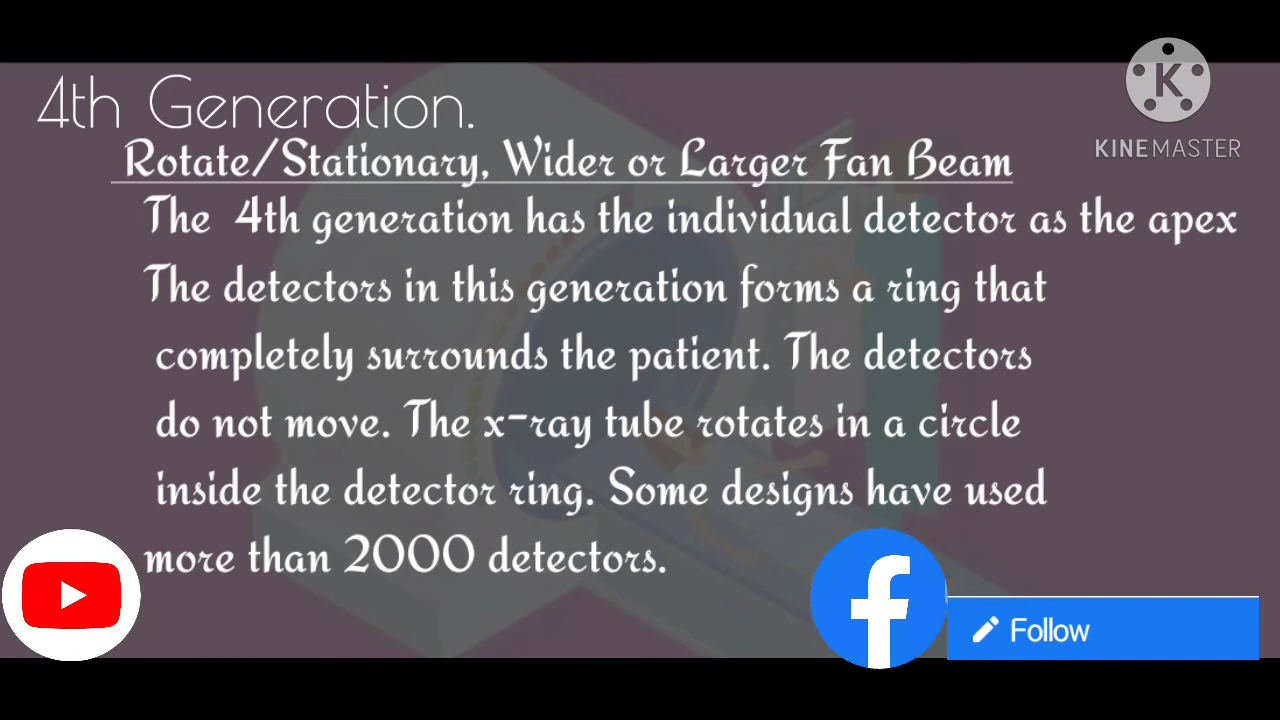 4th Generation.
Rotate/Stationary, Wider or Larger Fan Beam
The 4th generation has the individual detector as the apex
The detectors in this generation forms a ring that
completely surrounds the patient. The detectors
do not move. The x-ray tube rotates in a circle
inside the detector ring. Some designs have used
more than 2000 detectors.
K
KINEMASTER
f
Follow